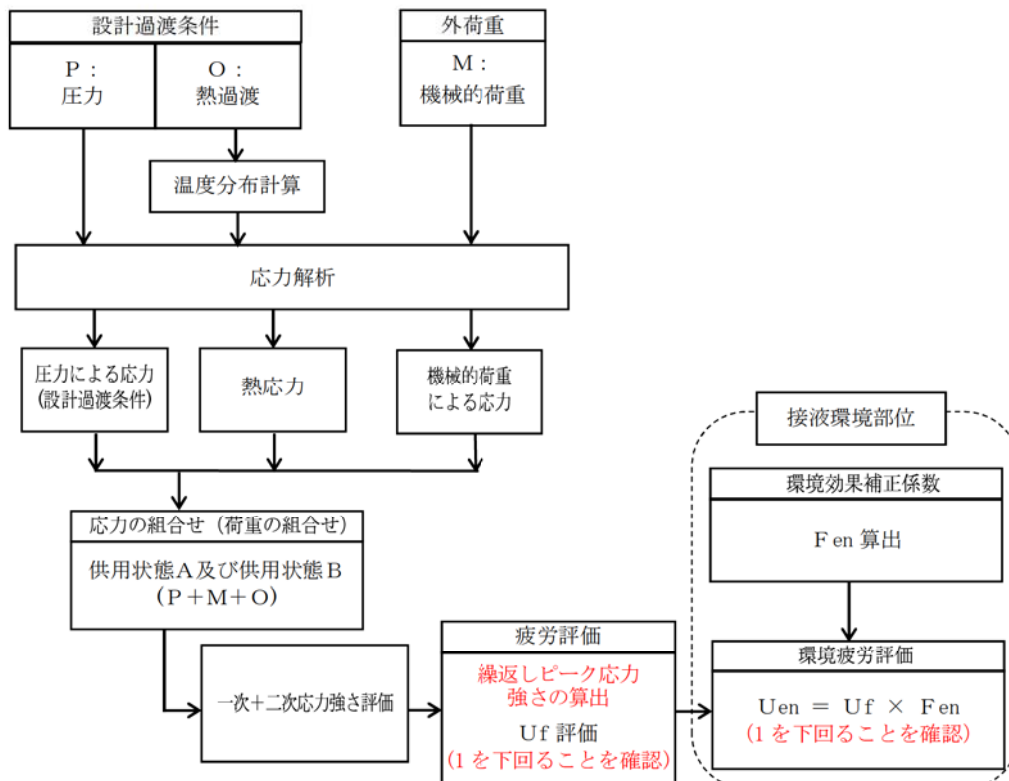 設計過渡条件
P：
圧力
O：
熱過渡
外荷重
M：
機械的荷重
温度分布計算
応力解析
圧力による応力
(設計過渡条件)
熱応力
機械的荷重
による応力
応力の組合せ（荷重の組合せ）
供用状態A及び供用状態B
(P+M+O)
一次+二次応力強さ評価
疲労評価
繰返しピーク応力
強さの算出
Uf 評価
(1 を下回ることを確認)
接液環境部位
環境効果補正係数
Fen 算出
環境疲労評価
Uen = Uf × Fen
(1 を下回ることを確認)